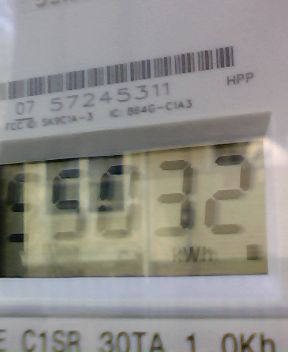 07 57245311
HPP
FCC ID: SK9C1A-3 IC: 864G-C1A3
32
kWh
C1SR 30TA 1.0Kh